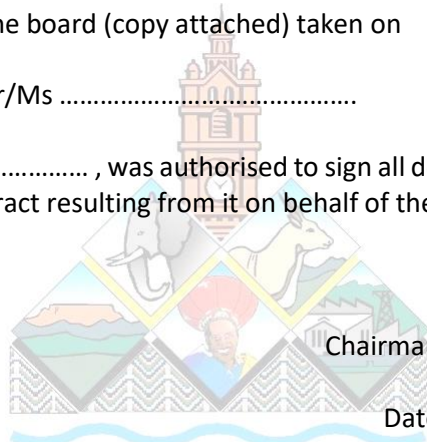 ne board (copy attached) taken on
r/Ms ……………………………………….
………… , was authorised to sign all d
ract resulting from it on behalf of the
Chairma
Dat